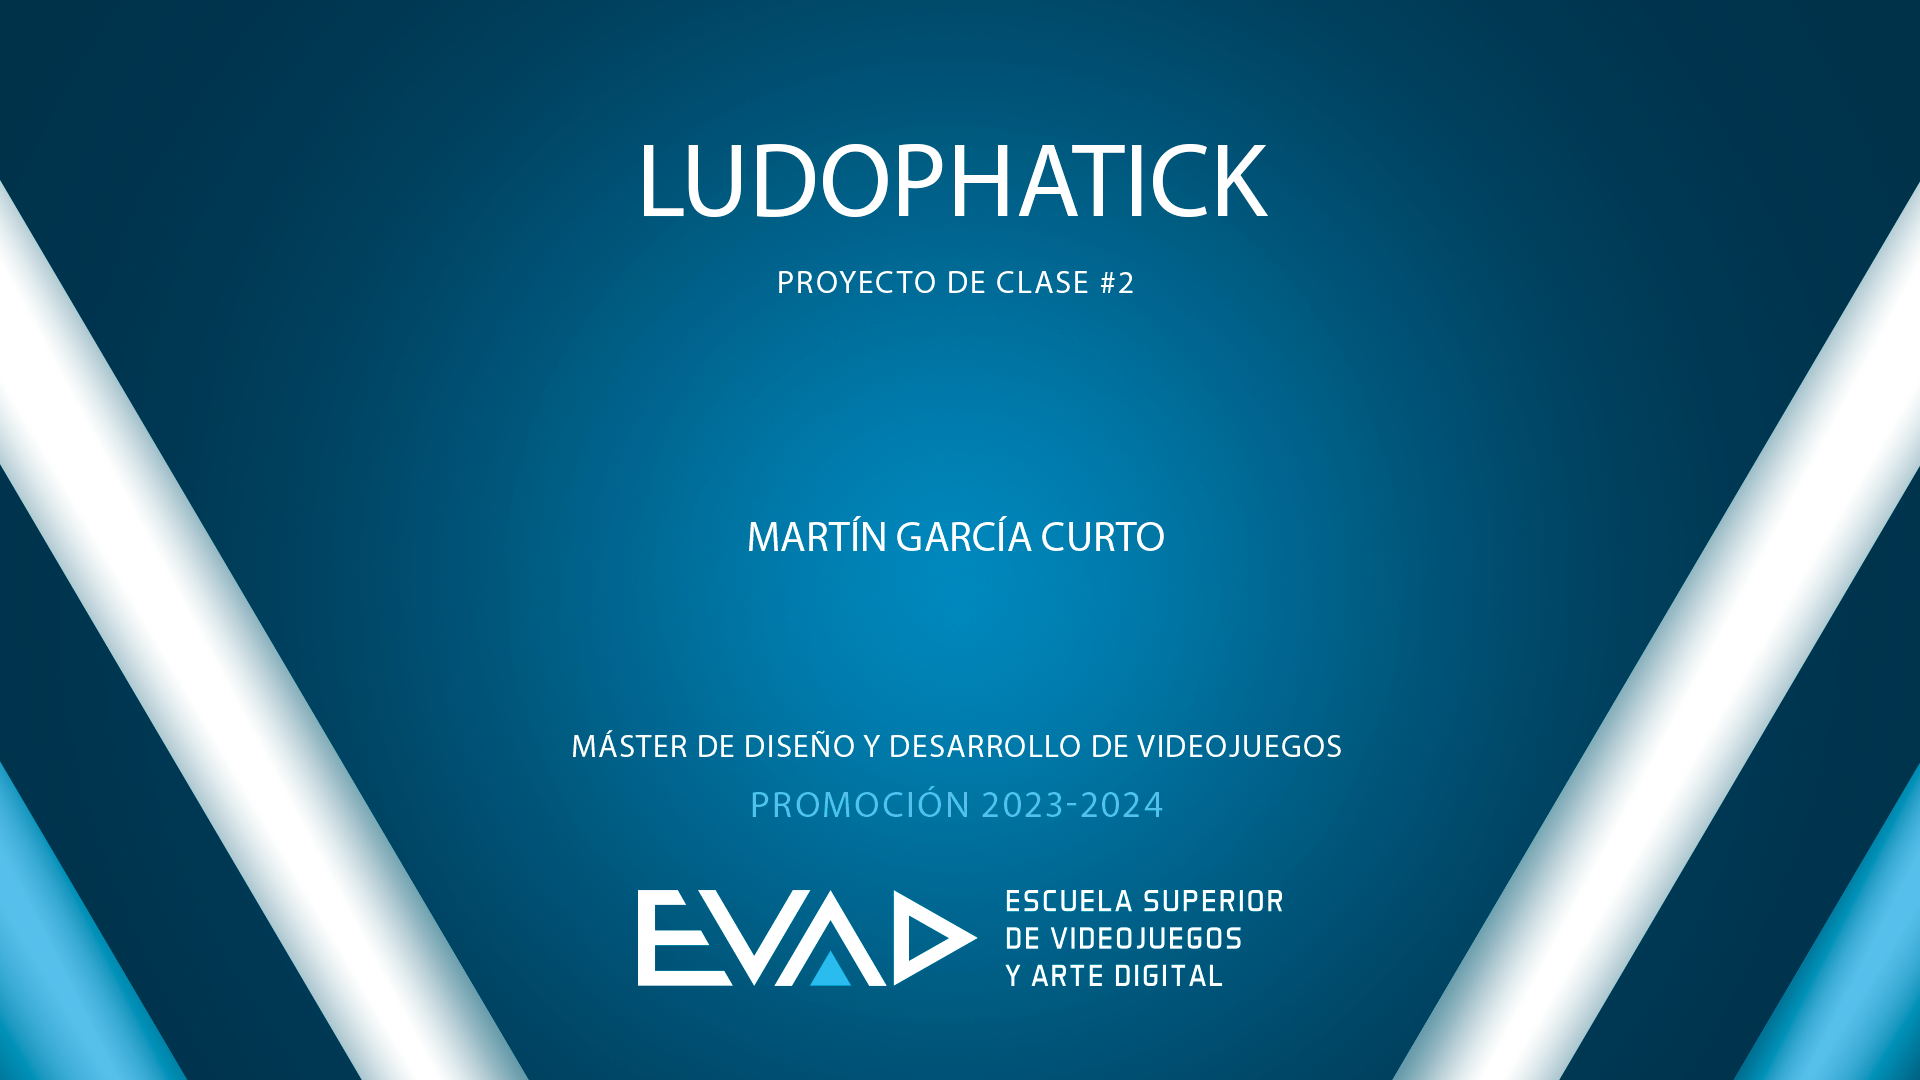 LUDOPHATICK
PROYECTO DE CLASE #2
MARTÍN GARCÍA CURTO
MÁSTER DE DISEÑO Y DESARROLLO DE VIDEOJUEGOS
PROMOCIÓN 2023-2024
EVAD
ESCUELA SUPERIOR
DE VIDEOJUEGOS
Y ARTE DIGITAL